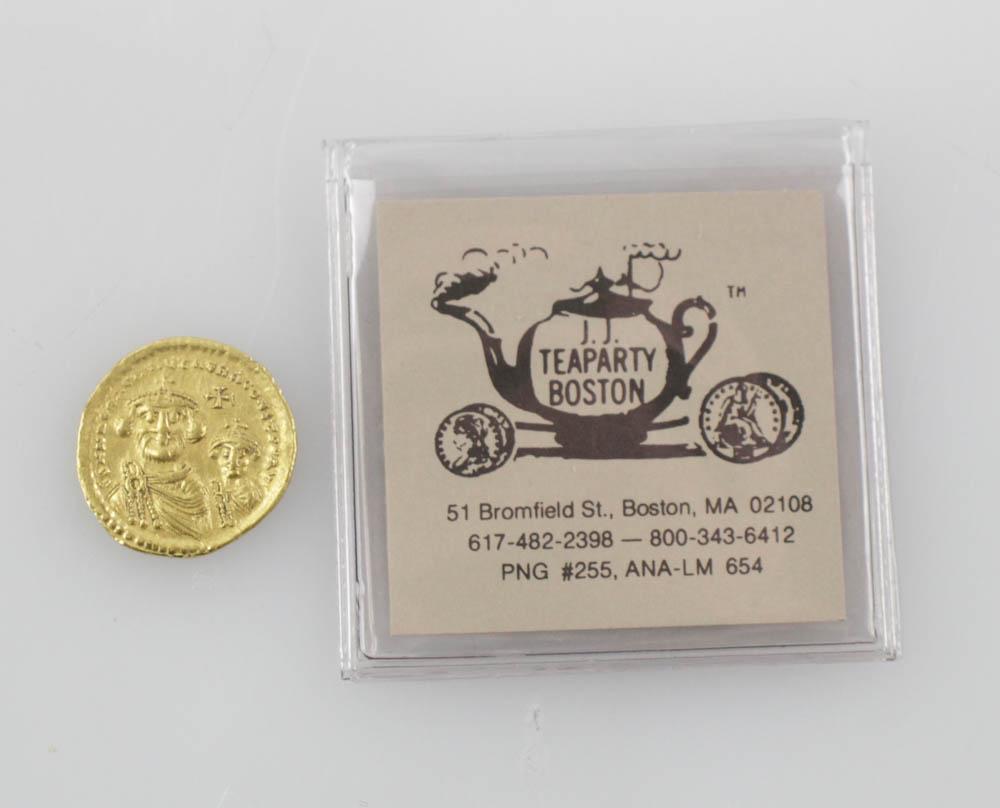 TM
J.J.
TEAPARTY
BOSTON
51 Bromfield St., Boston, MA 02108
617-482-2398 — 800-343-6412
PNG #255, ANA-LM 654